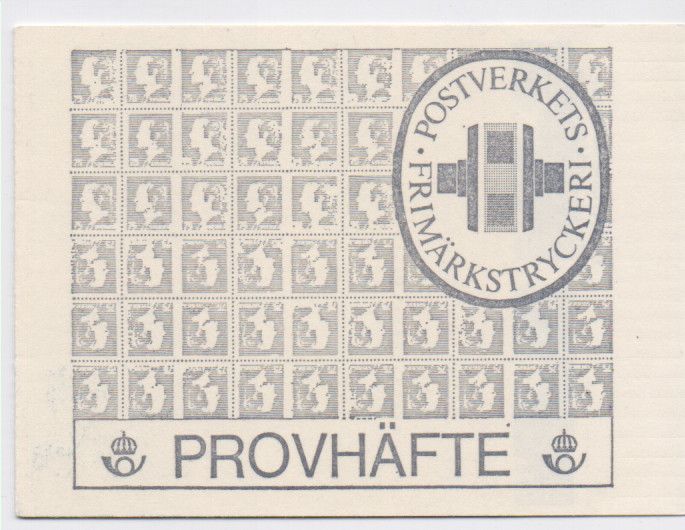 POSTVERKETS · FRIMÄRKSTRYCKERI ·
PROVHÄFTE